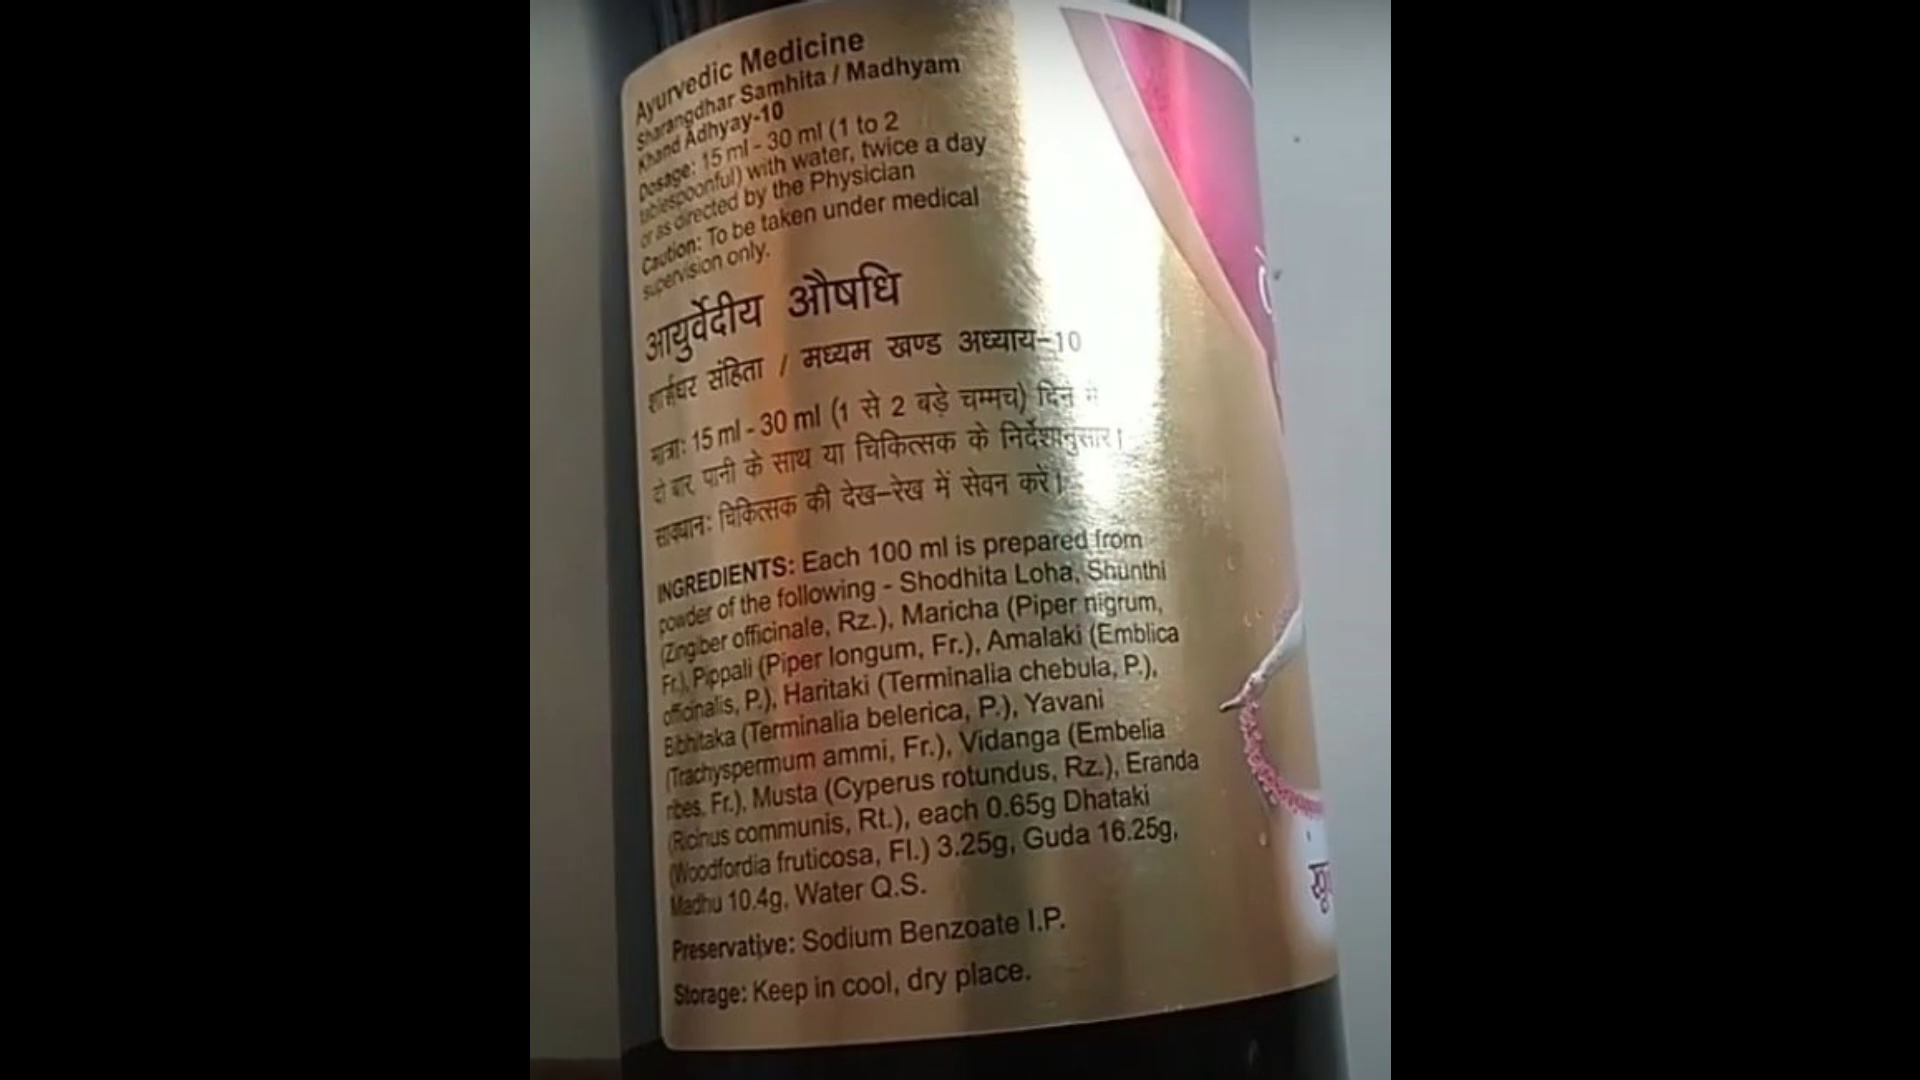 Ayurvedic Medicine
Sharangdhar Samhita / Madhyam
Khand Adhyay-10
Dosage: 15 ml - 30 ml (1 to 2
tablespoonful) with water, twice a day
or as directed by the Physician
Caution: To be taken under medical
supervision only.
आयुर्वेदीय औषधि
शार्ङ्गधर संहिता / मध्यम खण्ड अध्याय-10
मात्रा: 15 ml - 30 ml (1 से 2 बड़े चम्मच) दिन में
दो बार, पानी के साथ या चिकित्सक के निर्देशानुसार।
सावधान: चिकित्सक की देख-रेख में सेवन करें।
INGREDIENTS: Each 100 ml is prepared from
powder of the following - Shodhita Loha, Shunthi
(Zingiber officinale, Rz.), Maricha (Piper nigrum,
Fr.), Pippali (Piper longum, Fr.), Amalaki (Emblica
officinalis, P.), Haritaki (Terminalia chebula, P.),
Bibhitaka (Terminalia belerica, P.), Yavani
(Trachyspermum ammi, Fr.), Vidanga (Embelia
ribes, Fr.), Musta (Cyperus rotundus, Rz.), Eranda
(Ricinus communis, Rt.), each 0.65g Dhataki
(Woodfordia fruticosa, Fl.) 3.25g, Guda 16.25g,
Madhu 10.4g, Water Q.S.
Preservative: Sodium Benzoate I.P.
Storage: Keep in cool, dry place.